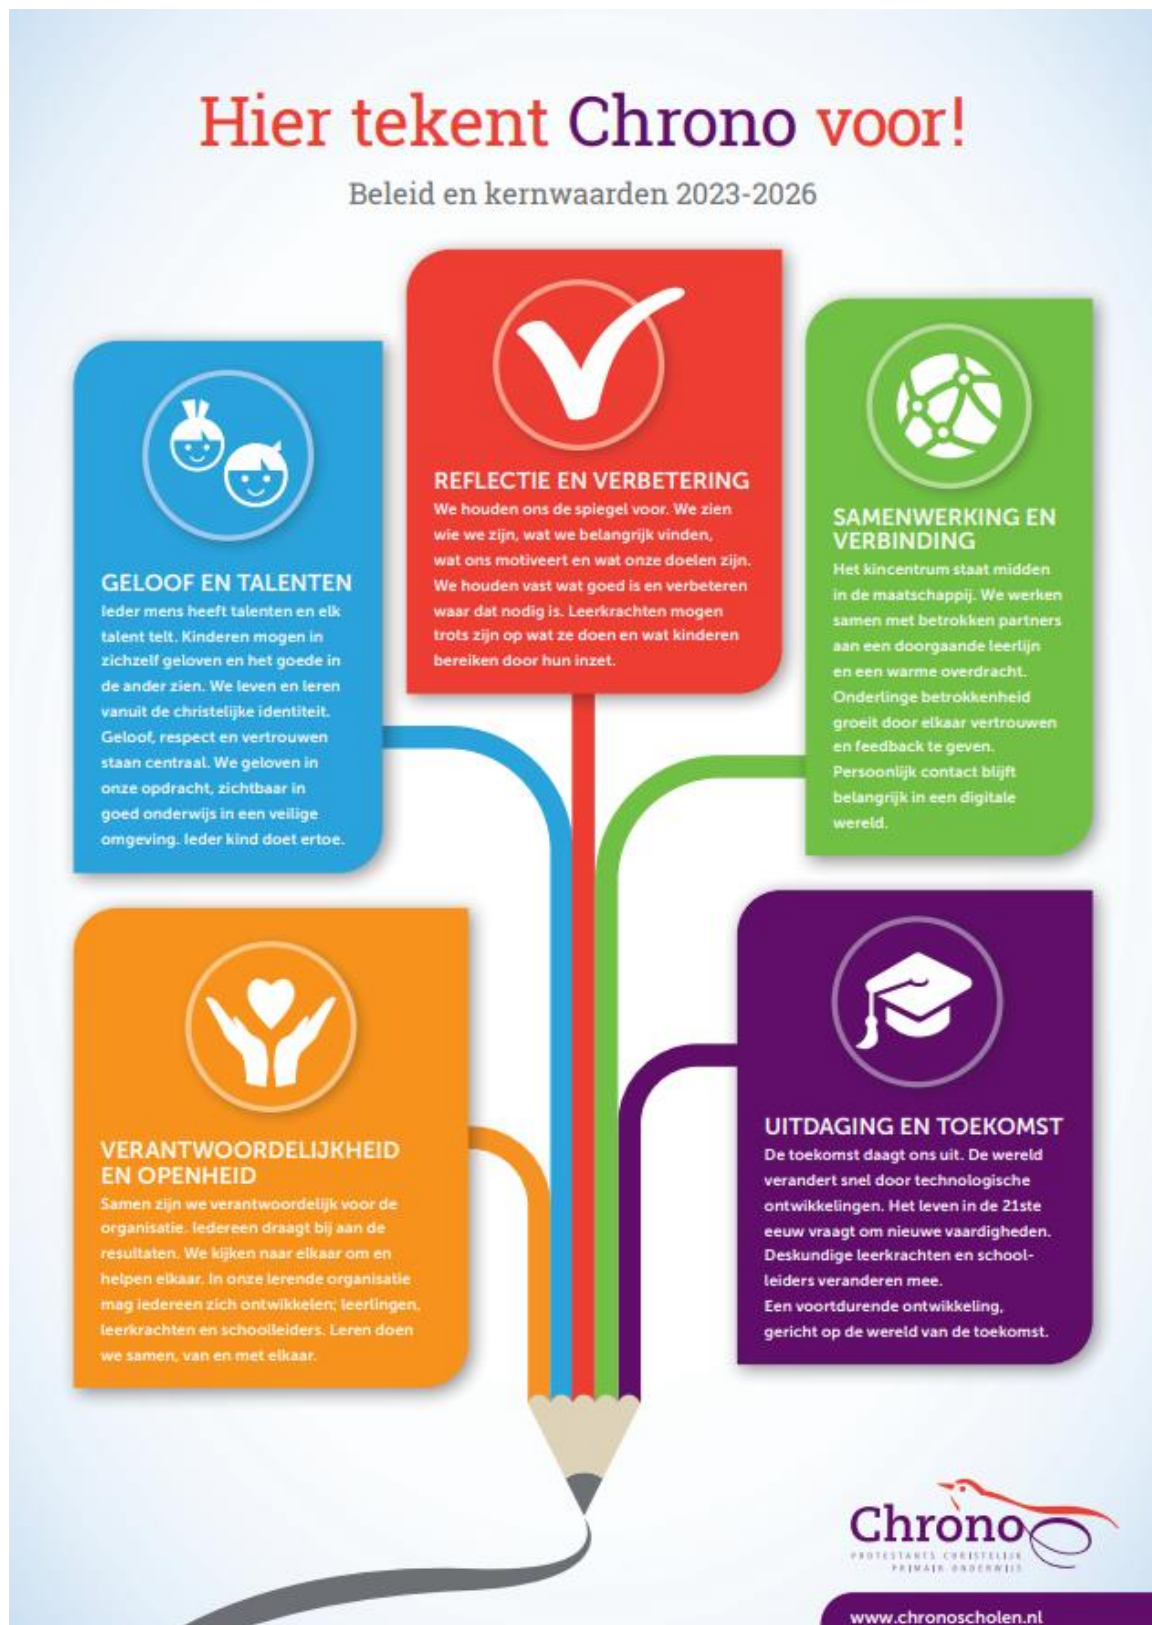 Hier tekent Chrono voor!
Beleid en kernwaarden 2023-2026
GELOOF EN TALENTEN
Ieder mens heeft talenten en elk
talent telt. Kinderen mogen in
zichzelf geloven en het goede in
de ander zien. We leven en leren
vanuit de christelijke identiteit.
Geloof, respect en vertrouwen
staan centraal. We geloven in
onze opdracht, zichtbaar in
goed onderwijs in een veilige
omgeving. Ieder kind doet ertoe.
REFLECTIE EN VERBETERING
We houden ons de spiegel voor. We zien
wie we zijn, wat we belangrijk vinden,
wat ons motiveert en wat onze doelen zijn.
We houden vast wat goed is en verbeteren
waar dat nodig is. Leerkrachten mogen
trots zijn op wat ze doen en wat kinderen
bereiken door hun inzet.
SAMENWERKING EN
VERBINDING
Het kincentrum staat midden
in de maatschappij. We werken
samen met betrokken partners
aan een doorgaande leerlijn
en een warme overdracht.
Onderlinge betrokkenheid
groeit door elkaar vertrouwen
en feedback te geven.
Persoonlijk contact blijft
belangrijk in een digitale
wereld.
VERANTWOORDELIJKHEID
EN OPENHEID
Samen zijn we verantwoordelijk voor de
organisatie. Iedereen draagt bij aan de
resultaten. We kijken naar elkaar om en
helpen elkaar. In onze lerende organisatie
mag iedereen zich ontwikkelen; leerlingen,
leerkrachten en schoolleiders. Leren doen
we samen, van en met elkaar.
UITDAGING EN TOEKOMST
De toekomst daagt ons uit. De wereld
verandert snel door technologische
ontwikkelingen. Het leven in de 21ste
eeuw vraagt om nieuwe vaardigheden.
Deskundige leerkrachten en school-
leiders veranderen mee.
Een voortdurende ontwikkeling,
gericht op de wereld van de toekomst.
Chrono
PROTESTANTS CHRISTELIJK
PRIMAIR ONDERWIJS
www.chronoscholen.nl